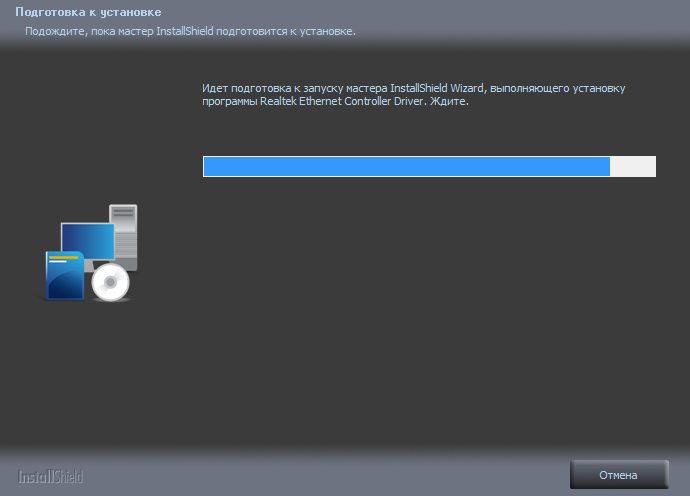 Подготовка к установке
Подождите, пока мастер InstallShield подготовится к установке.
Идет подготовка к запуску мастера InstallShield Wizard, выполняющего установку
программы Realtek Ethernet Controller Driver. Ждите.
InstallShield
Отмена